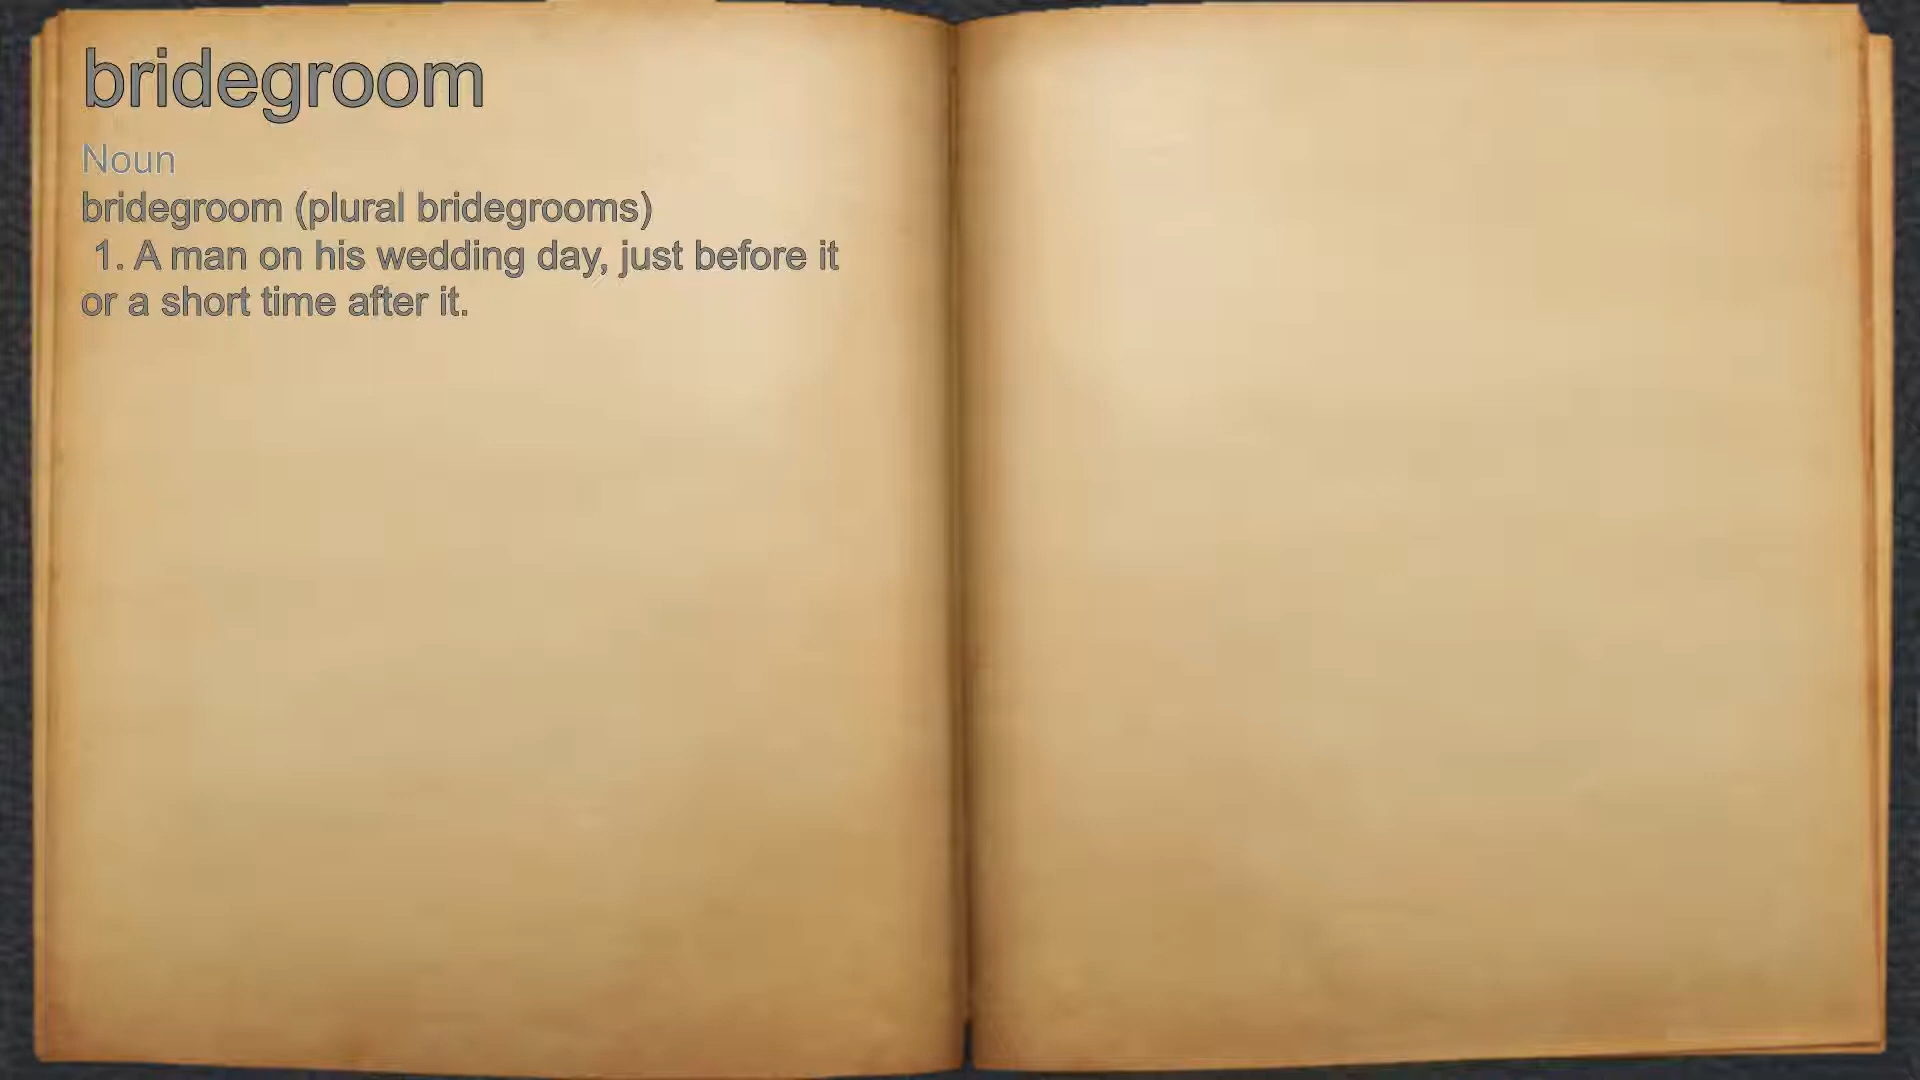 bridegroom
Noun
bridegroom (plural bridegrooms)
1. A man on his wedding day, just before it
or a short time after it.